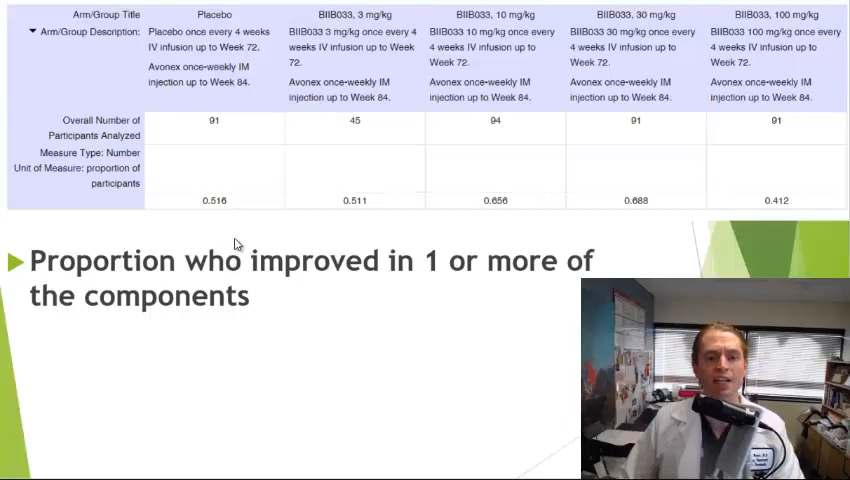 Arm/Group Title
Placebo
BIIB033, 3 mg/kg
BIIB033, 10 mg/kg
BIIB033, 30 mg/kg
BIIB033, 100 mg/kg
Arm/Group Description:
Placebo once every 4 weeks
IV infusion up to Week 72.
Avonex once-weekly IM
injection up to Week 84.
BIIB033 3 mg/kg once every 4
weeks IV infusion up to Week
72.
Avonex once-weekly IM
injection up to Week 84.
BIIB033 10 mg/kg once every
4 weeks IV infusion up to
Week 72.
Avonex once-weekly IM
injection up to Week 84.
BIIB033 30 mg/kg once every
4 weeks IV infusion up to
Week 72.
Avonex once-weekly IM
injection up to Week 84.
BIIB033 100 mg/kg once every
4 weeks IV infusion up to
Week 72.
Avonex once-weekly IM
injection up to Week 84.
Overall Number of
Participants Analyzed
91
45
94
91
91
Measure Type: Number
Unit of Measure: proportion of
participants
0.516
0.511
0.656
0.688
0.412
Proportion who improved in 1 or more of
the components